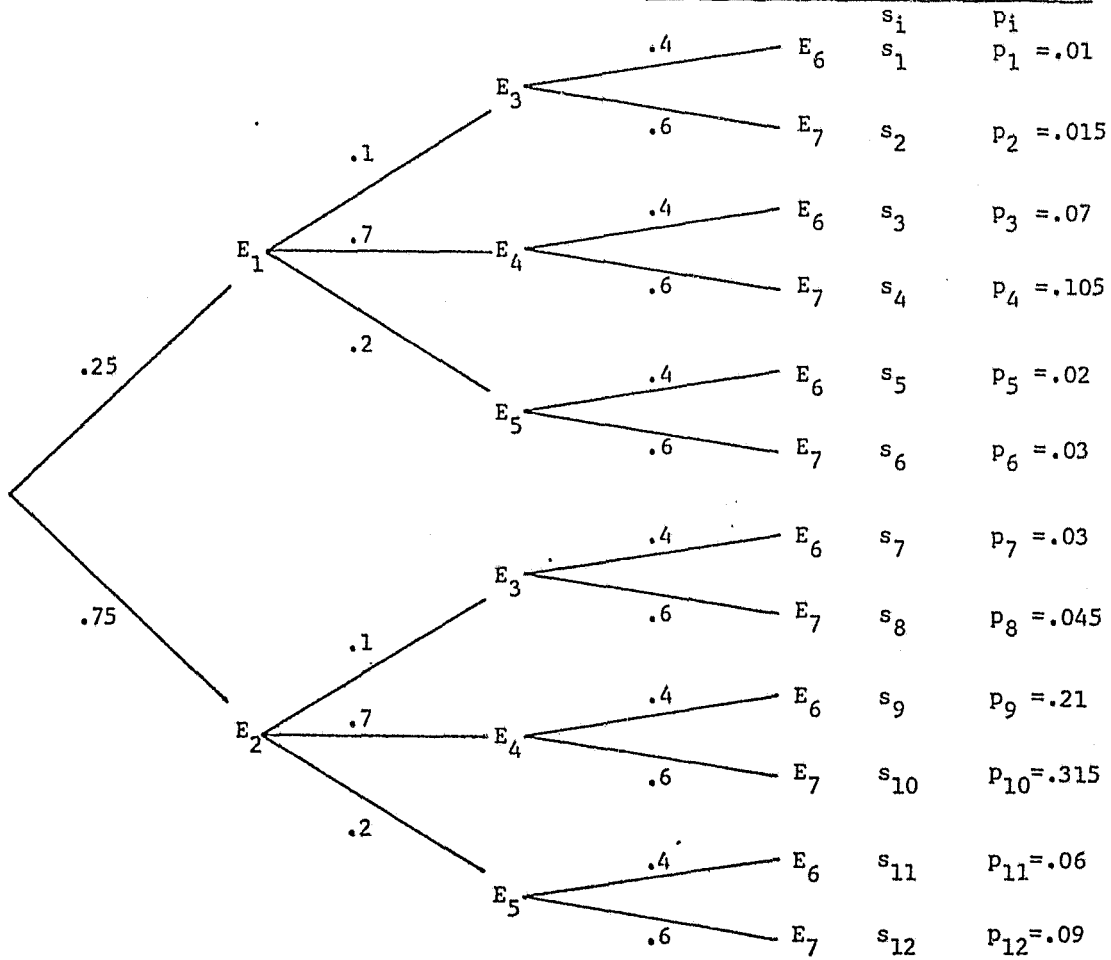 s_i p_i
.4 E_6 s_1 p_1 =.01
E_3
.6 E_7 s_2 p_2 =.015
.1
.4 E_6 s_3 p_3 =.07
E_1 .7 E_4
.6 E_7 s_4 p_4 =.105
.2
.25
.4 E_6 s_5 p_5 =.02
E_5
.6 E_7 s_6 p_6 =.03
.4 E_6 s_7 p_7 =.03
E_3
.75
.6 E_7 s_8 p_8 =.045
.1
.4 E_6 s_9 p_9 =.21
E_2 .7 E_4
.6 E_7 s_10 p_10=.315
.2
.4 E_6 s_11 p_11=.06
E_5
.6 E_7 s_12 p_12=.09